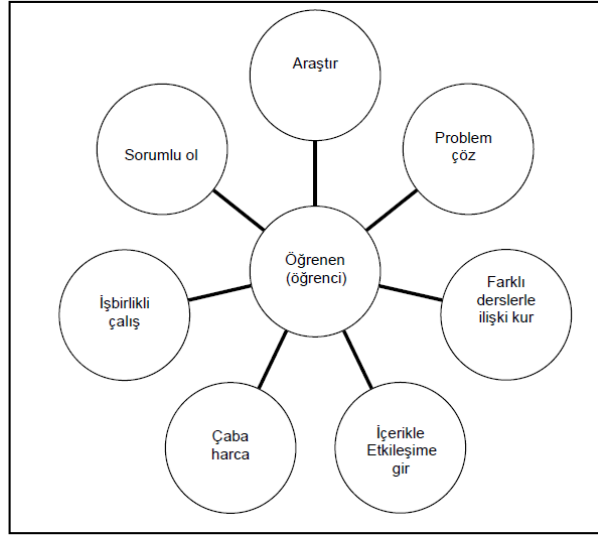 Araştır
Problem
çöz
Sorumlu ol
Öğrenen
(öğrenci)
Farklı
derslerle
ilişki kur
İşbirlikli
çalış
Çaba
harca
İçerikle
Etkileşime
gir